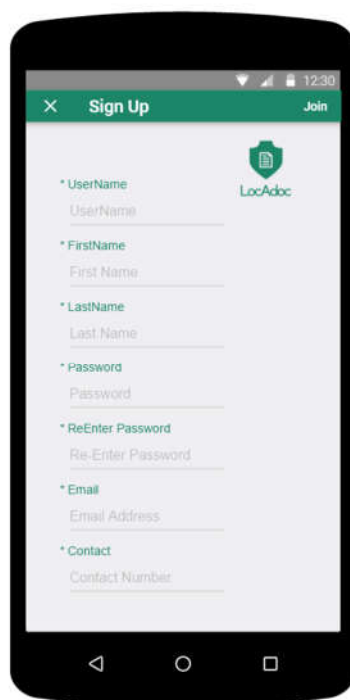 12:30
× Sign Up Join
LocAdoc
* UserName
UserName
* FirstName
First Name
* LastName
Last Name
* Password
Password
* ReEnter Password
Re-Enter Password
* Email
Email Address
* Contact
Contact Number